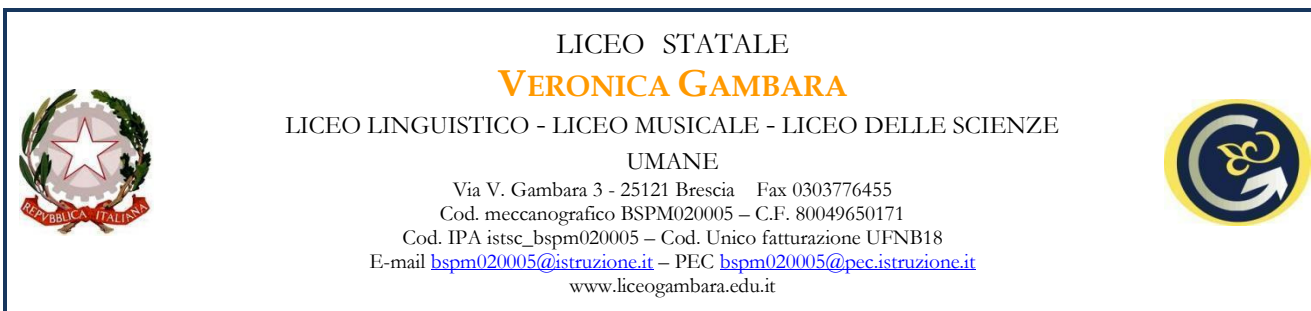 LICEO STATALE
VERONICA GAMBARA
LICEO LINGUISTICO - LICEO MUSICALE - LICEO DELLE SCIENZE
UMANE
Via V. Gambara 3 - 25121 Brescia Fax 0303776455
Cod. meccanografico BSPM020005 – C.F. 80049650171
Cod. IPA istsc_bspm020005 – Cod. Unico fatturazione UFNB18
E-mail bspm020005@istruzione.it – PEC bspm020005@pec.istruzione.it
www.liceogambara.edu.it
REPVBBLICA ITALIANA